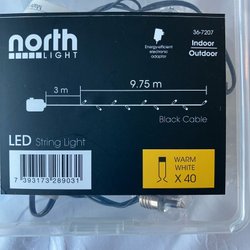 north
LIGHT
Energy-efficient
electronic
adaptor
36-7207
Indoor
Outdoor
3 m
9.75 m
Black Cable
LED String Light
7 393173 289031 >
WARM
WHITE
X 40